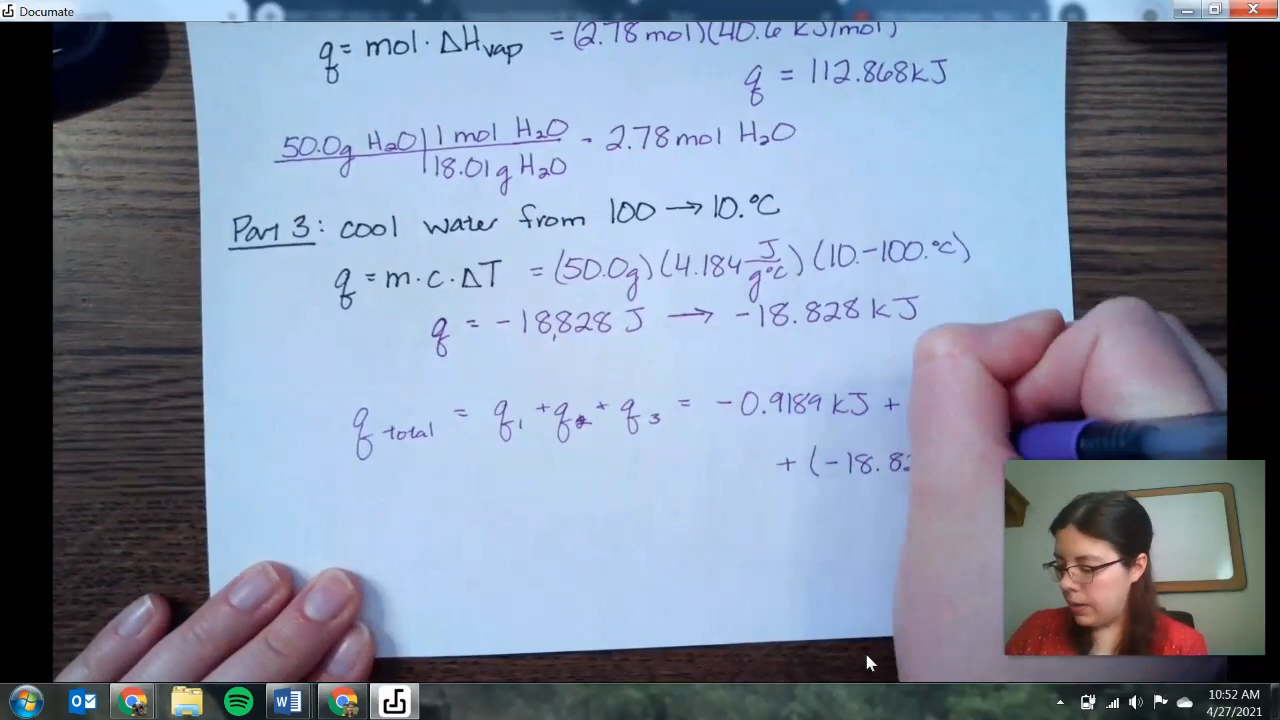 Documate
q = mol · ΔHvap = (2.78 mol)(40.6 kJ/mol)
q = 112.868 kJ
50.0g H₂O | 1 mol H₂O
18.01 g H₂O
- 2.78 mol H₂O
Part 3: cool water from 100 → 10.°C
q = m·c·ΔT = (50.0g)(4.184 J/g°C)(10.-100.°C)
q = -18,828 J → -18.828 kJ
q total = q₁ + q₂ + q₃ = -0.9189 kJ +
+ (-18.82
10:52 AM
4/27/2021